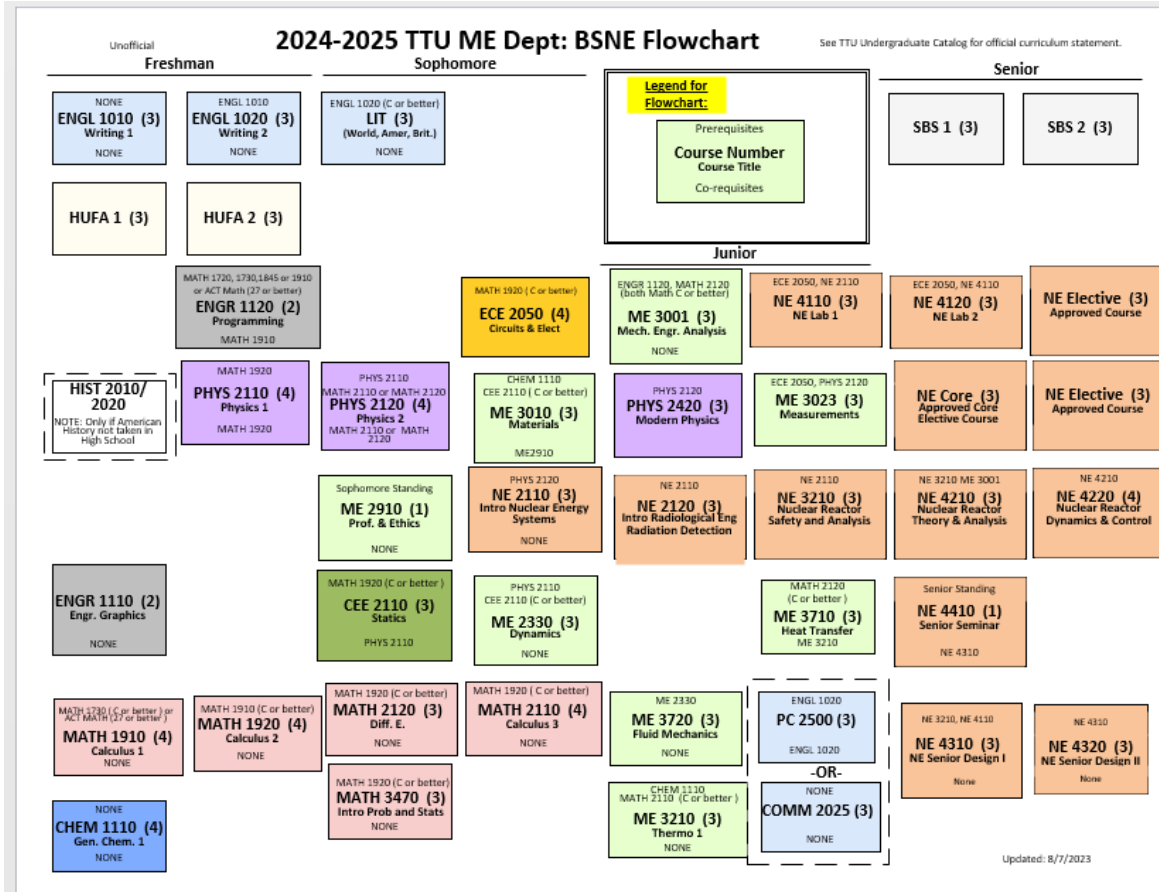 Unofficial
2024-2025 TTU ME Dept: BSNE Flowchart
See TTU Undergraduate Catalog for official curriculum statement.
Freshman
Sophomore
Senior
Legend for
Flowchart:
Prerequisites
Course Number
Course Title
Co-requisites
NONE
ENGL 1010 (3)
Writing 1
NONE
ENGL 1010
ENGL 1020 (3)
Writing 2
NONE
ENGL 1020 (C or better)
LIT (3)
(World, Amer, Brit.)
NONE
SBS 1 (3)
SBS 2 (3)
HUFA 1 (3)
HUFA 2 (3)
Junior
MATH 1720, 1730,1845 or 1910
or ACT Math (27 or better)
ENGR 1120 (2)
Programming
MATH 1910
MATH 1920 ( C or better)
ECE 2050 (4)
Circuits & Elect
ENGR 1120, MATH 2120
(both Math C or better)
ME 3001 (3)
Mech. Engr. Analysis
NONE
ECE 2050, NE 2110
NE 4110 (3)
NE Lab 1
ECE 2050, NE 4110
NE 4120 (3)
NE Lab 2
NE Elective (3)
Approved Course
HIST 2010/
2020
NOTE: Only if American
History not taken in
High School
MATH 1920
PHYS 2110 (4)
Physics 1
MATH 1920
PHYS 2110
MATH 2110 or MATH 2120
PHYS 2120 (4)
Physics 2
MATH 2110 or MATH
2120
CHEM 1110
CEE 2110 ( C or better)
ME 3010 (3)
Materials
ME2910
PHYS 2120
PHYS 2420 (3)
Modern Physics
ECE 2050, PHYS 2120
ME 3023 (3)
Measurements
NE Core (3)
Approved Core
Elective Course
NE Elective (3)
Approved Course
Sophomore Standing
ME 2910 (1)
Prof. & Ethics
NONE
PHYS 2120
NE 2110 (3)
Intro Nuclear Energy
Systems
NONE
NE 2110
NE 2120 (3)
Intro Radiological Eng
Radiation Detection
NE 2110
NE 3210 (3)
Nuclear Reactor
Safety and Analysis
NE 3210 ME 3001
NE 4210 (3)
Nuclear Reactor
Theory & Analysis
NE 4210
NE 4220 (4)
Nuclear Reactor
Dynamics & Control
ENGR 1110 (2)
Engr. Graphics
NONE
MATH 1920 (C or better )
CEE 2110 (3)
Statics
PHYS 2110
PHYS 2110
CEE 2110 (C or better)
ME 2330 (3)
Dynamics
NONE
MATH 2120
(C or better )
ME 3710 (3)
Heat Transfer
ME 3210
Senior Standing
NE 4410 (1)
Senior Seminar
NE 4310
MATH 1730 ( C or better ) or
ACT MATH (27 or better )
MATH 1910 (4)
Calculus 1
NONE
MATH 1910 (C or better)
MATH 1920 (4)
Calculus 2
NONE
MATH 1920 (C or better)
MATH 2120 (3)
Diff. E.
NONE
MATH 1920 ( C or better)
MATH 2110 (4)
Calculus 3
NONE
ME 2330
ME 3720 (3)
Fluid Mechanics
NONE
ENGL 1020
PC 2500 (3)
ENGL 1020
-OR-
NONE
COMM 2025 (3)
NONE
NE 3210, NE 4110
NE 4310 (3)
NE Senior Design I
None
NE 4310
NE 4320 (3)
NE Senior Design II
None
MATH 1920 (C or better)
MATH 3470 (3)
Intro Prob and Stats
NONE
CHEM 1110
MATH 2110 (C or better )
ME 3210 (3)
Thermo 1
NONE
NONE
CHEM 1110 (4)
Gen. Chem. 1
NONE
Updated: 8/7/2023